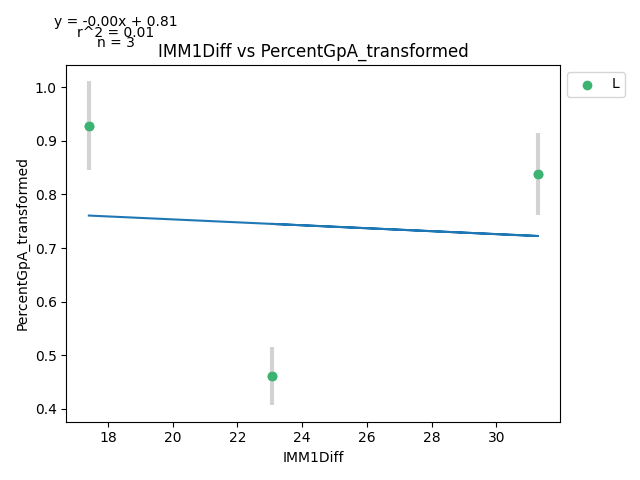 y = -0.00x + 0.81
r^2 = 0.01
n = 3
IMM1Diff vs PercentGpA_transformed
L
PercentGpA_transformed
1.0
0.9
0.8
0.7
0.6
0.5
0.4
18 20 22 24 26 28 30
IMM1Diff